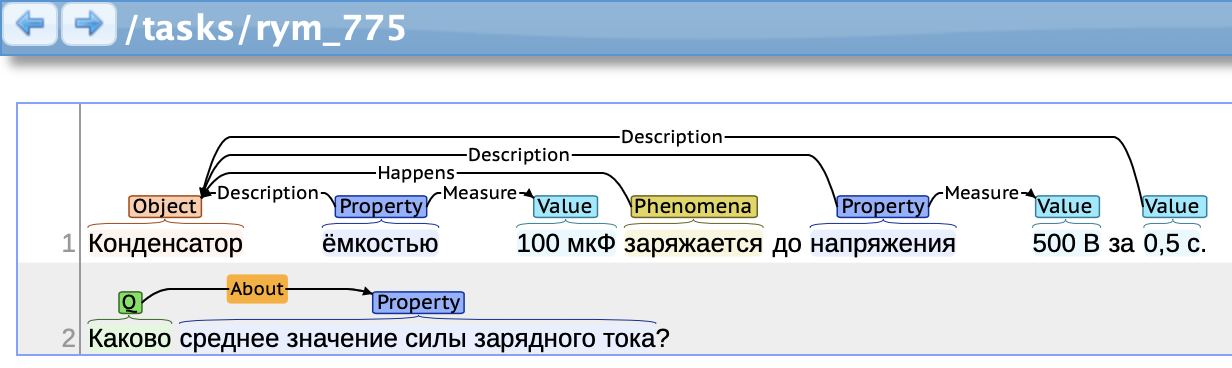 /tasks/rym_775
Description
Description
Happens
Description Measure Measure
Object Property Value Phenomena Property Value Value
1 Конденсатор ёмкостью 100 мкФ заряжается до напряжения 500 В за 0,5 с.
About
Q Property
2 Каково среднее значение силы зарядного тока?